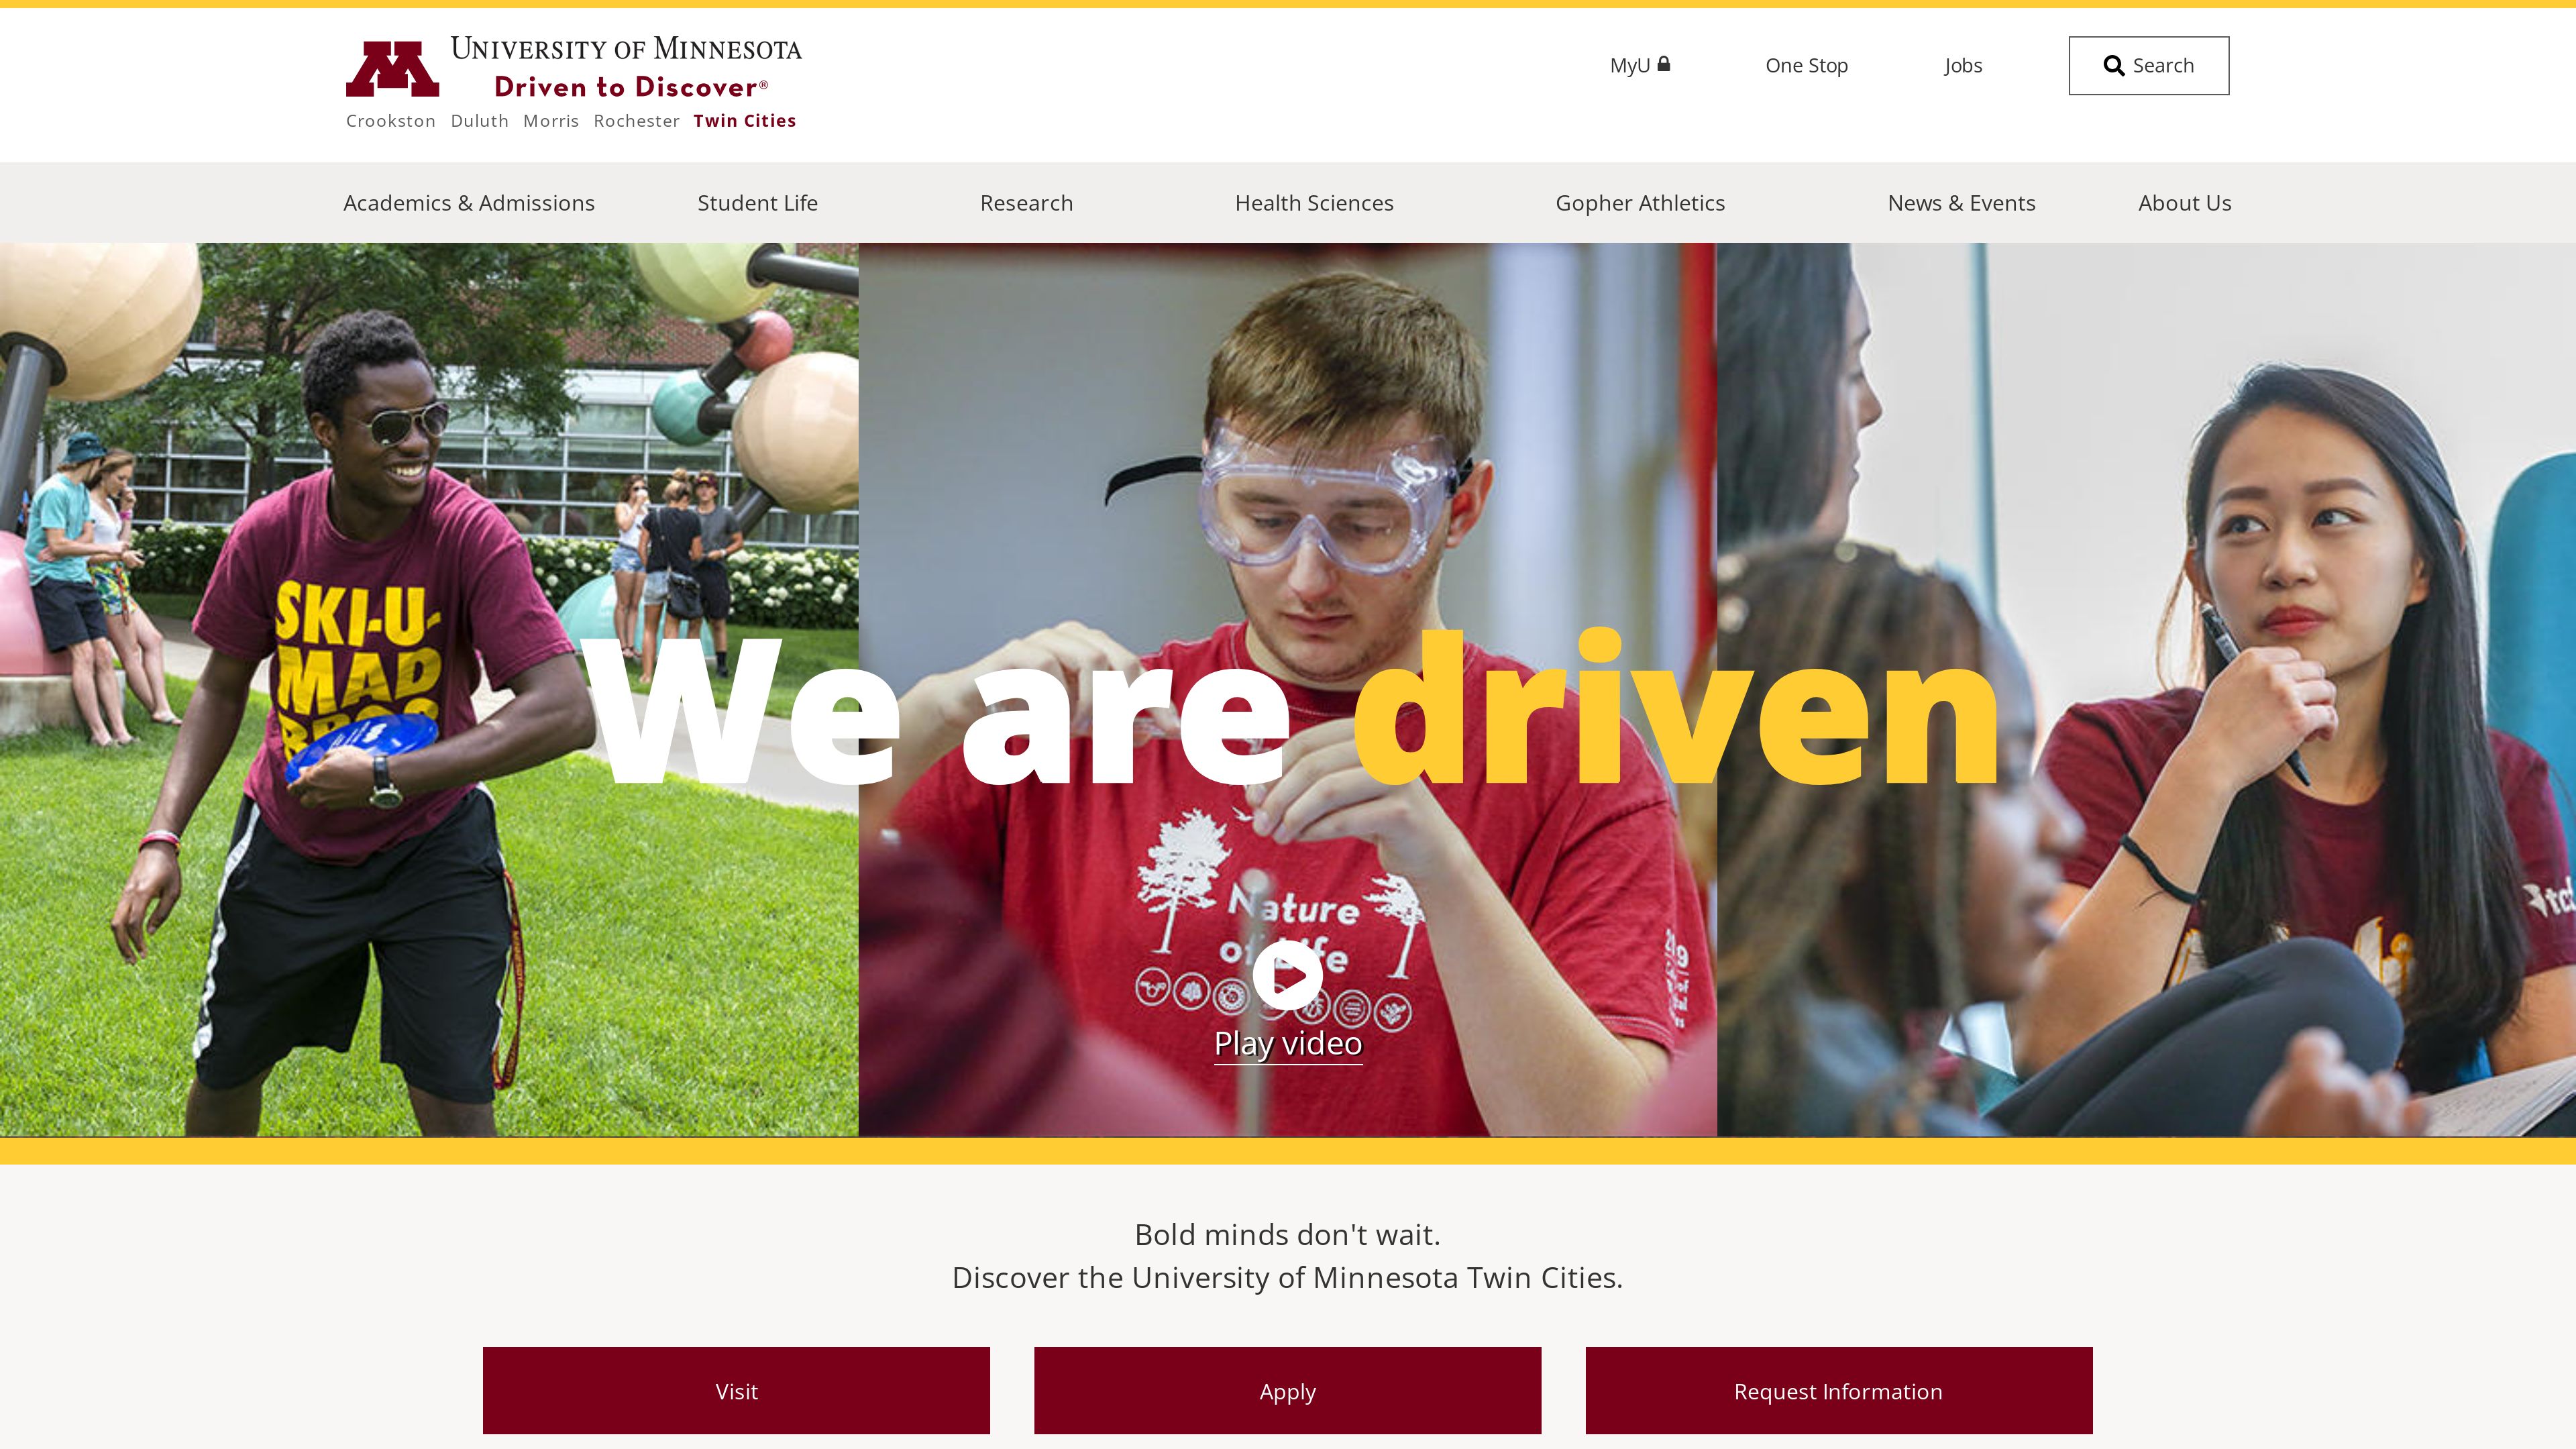 UNIVERSITY OF MINNESOTA
Driven to Discover®
Crookston Duluth Morris Rochester Twin Cities
MyU
One Stop
Jobs
Search
Academics & Admissions
Student Life
Research
Health Sciences
Gopher Athletics
News & Events
About Us
SKI-U-
MAD
We are driven
Nature
of Life
Play video
Bold minds don't wait.
Discover the University of Minnesota Twin Cities.
Visit
Apply
Request Information